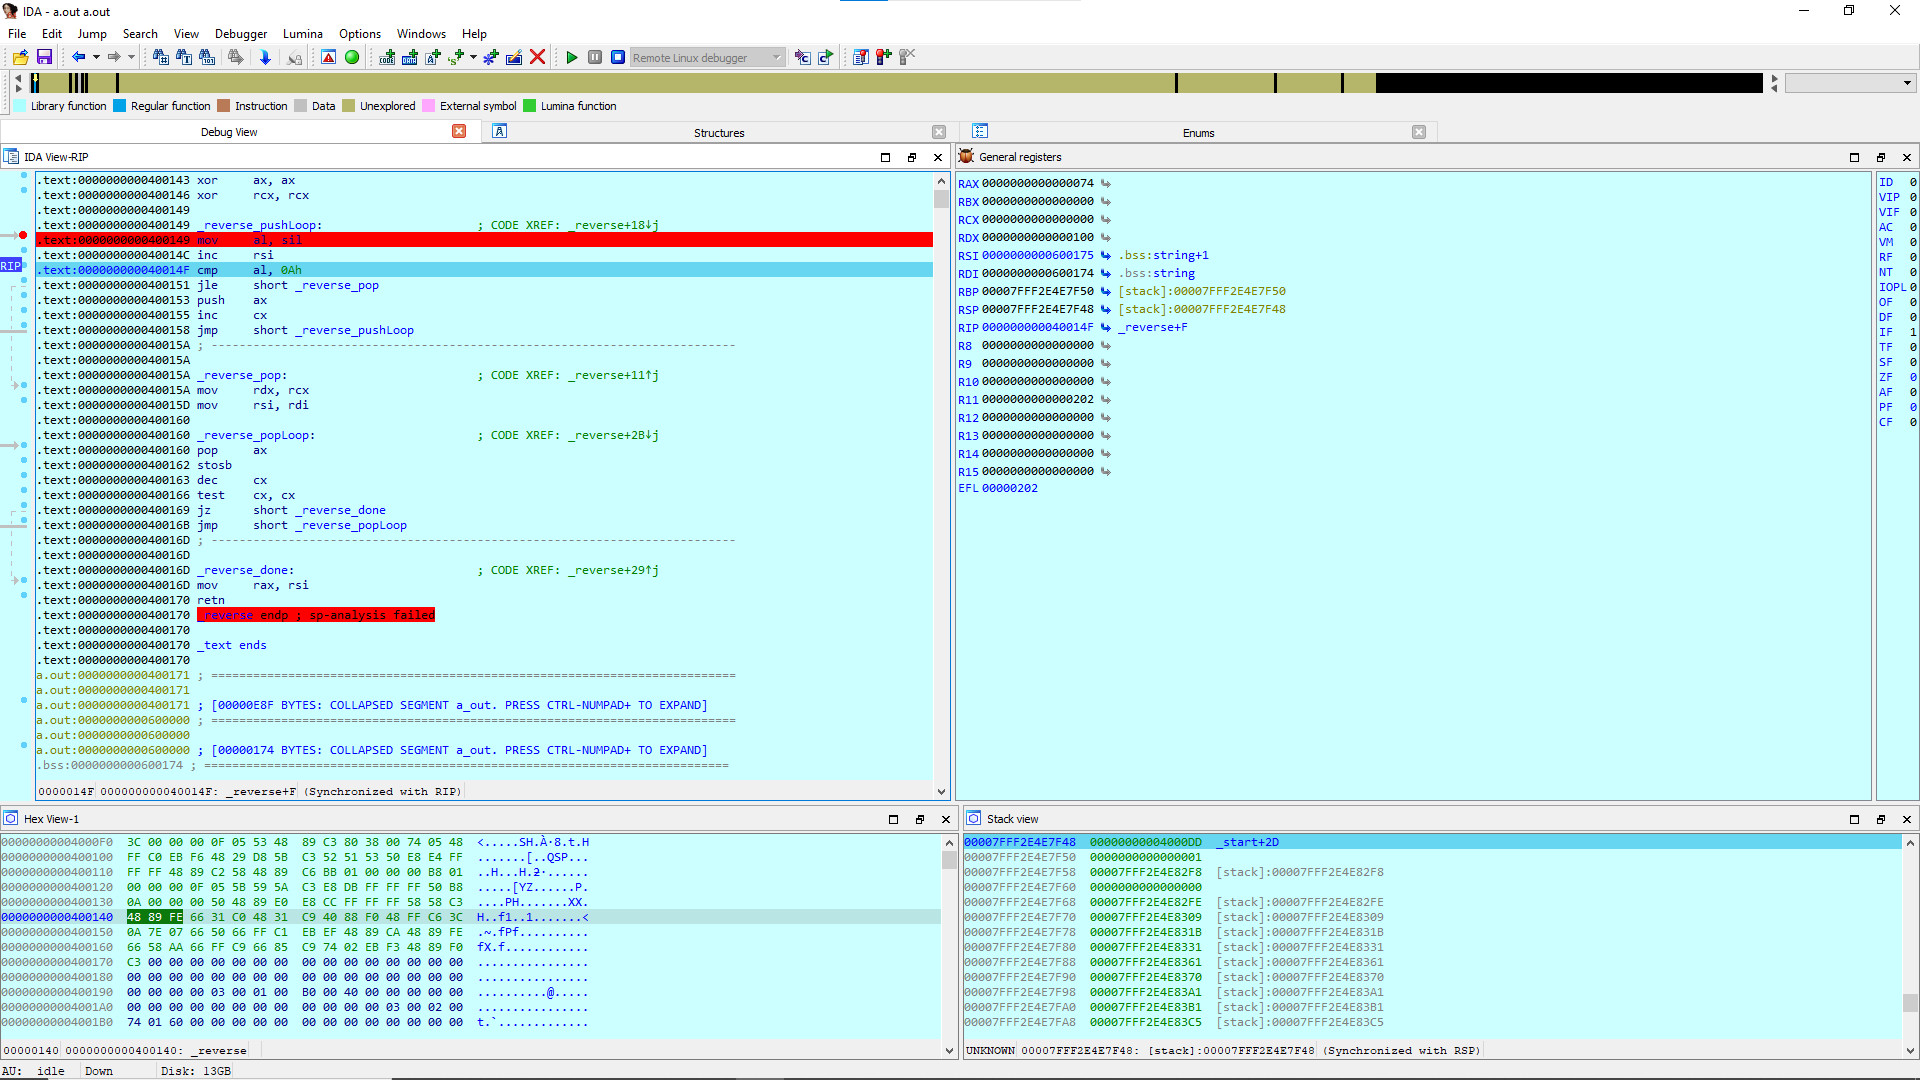 IDA - a.out a.out
File Edit Jump Search View Debugger Lumina Options Windows Help
Remote Linux debugger
Library function Regular function Instruction Data Unexplored External symbol Lumina function
Debug View Structures Enums
IDA View-RIP
.text:0000000000400143 xor ax, ax
.text:0000000000400146 xor rcx, rcx
.text:0000000000400149
.text:0000000000400149 _reverse_pushLoop: ; CODE XREF: _reverse+18↓j
.text:0000000000400149 mov al, sil
.text:000000000040014C inc rsi
RIP
.text:000000000040014F cmp al, 0Ah
.text:0000000000400151 jle short _reverse_pop
.text:0000000000400153 push ax
.text:0000000000400155 inc cx
.text:0000000000400158 jmp short _reverse_pushLoop
.text:000000000040015A ; ---------------------------------------------------------------------------
.text:000000000040015A
.text:000000000040015A _reverse_pop: ; CODE XREF: _reverse+11↑j
.text:000000000040015A mov rdx, rcx
.text:000000000040015D mov rsi, rdi
.text:0000000000400160
.text:0000000000400160 _reverse_popLoop: ; CODE XREF: _reverse+2B↓j
.text:0000000000400160 pop ax
.text:0000000000400162 stosb
.text:0000000000400163 dec cx
.text:0000000000400166 test cx, cx
.text:0000000000400169 jz short _reverse_done
.text:000000000040016B jmp short _reverse_popLoop
.text:000000000040016D ; ---------------------------------------------------------------------------
.text:000000000040016D
.text:000000000040016D _reverse_done: ; CODE XREF: _reverse+29↑j
.text:000000000040016D mov rax, rsi
.text:0000000000400170 retn
.text:0000000000400170 _reverse endp ; sp-analysis failed
.text:0000000000400170
.text:0000000000400170 _text ends
.text:0000000000400170
a.out:0000000000400171 ; ===========================================================================
a.out:0000000000400171
a.out:0000000000400171 ; [00000E8F BYTES: COLLAPSED SEGMENT a_out. PRESS CTRL-NUMPAD+ TO EXPAND]
a.out:0000000000600000 ; ===========================================================================
a.out:0000000000600000
a.out:0000000000600000 ; [00000174 BYTES: COLLAPSED SEGMENT a_out. PRESS CTRL-NUMPAD+ TO EXPAND]
.bss:0000000000600174 ; ===========================================================================
0000014F 000000000040014F: _reverse+F (Synchronized with RIP)
General registers
RAX 0000000000000074
RBX 0000000000000000
RCX 0000000000000000
RDX 0000000000000100
RSI 0000000000600175 .bss:string+1
RDI 0000000000600174 .bss:string
RBP 00007FFF2E4E7F50 [stack]:00007FFF2E4E7F50
RSP 00007FFF2E4E7F48 [stack]:00007FFF2E4E7F48
RIP 000000000040014F _reverse+F
R8 0000000000000000
R9 0000000000000000
R10 0000000000000000
R11 0000000000000202
R12 0000000000000000
R13 0000000000000000
R14 0000000000000000
R15 0000000000000000
EFL 00000202
ID 0
VIP 0
VIF 0
AC 0
VM 0
RF 0
NT 0
IOPL 0
OF 0
DF 0
IF 1
TF 0
SF 0
ZF 0
AF 0
PF 0
CF 0
Hex View-1
00000000004000F0 3C 00 00 00 0F 05 53 48 89 C3 80 38 00 74 05 48 <.....SH.À·8.t.H
0000000000400100 FF C0 EB F6 48 29 D8 5B C3 52 51 53 50 E8 E4 FF .......[..QSP...
0000000000400110 FF FF 48 89 C2 58 48 89 C6 BB 01 00 00 00 B8 01
0000000000400120 00 00 00 0F 05 5B 59 5A C3 E8 DB FF FF FF 50 B8 .....[YZ......P.
0000000000400130 0A 00 00 00 50 48 89 E0 E8 CC FF FF FF 58 58 C3 ....PH.......XX.
0000000000400140 48 89 FE 66 31 C0 48 31 C9 40 88 F0 48 FF C6 3C H..f1..1.......<
0000000000400150 0A 7E 07 66 50 66 FF C1 EB EF 48 89 CA 48 89 FE .~.fPf..........
0000000000400160 66 58 AA 66 FF C9 66 85 C9 74 02 EB F3 48 89 F0 fX.f............
0000000000400170 C3 00 00 00 00 00 00 00 00 00 00 00 00 00 00 00 ................
0000000000400180 00 00 00 00 00 00 00 00 00 00 00 00 00 00 00 00 ................
0000000000400190 00 00 00 00 03 00 01 00 B0 00 40 00 00 00 00 00 ..........@.....
00000000004001A0 00 00 00 00 00 00 00 00 00 00 00 00 03 00 02 00 ................
00000000004001B0 74 01 60 00 00 00 00 00 00 00 00 00 00 00 00 00 t.`.............
00000140 0000000000400140: _reverse
Stack view
00007FFF2E4E7F48 00000000004000DD _start+2D
00007FFF2E4E7F50 0000000000000001
00007FFF2E4E7F58 00007FFF2E4E82F8 [stack]:00007FFF2E4E82F8
00007FFF2E4E7F60 0000000000000000
00007FFF2E4E7F68 00007FFF2E4E82FE [stack]:00007FFF2E4E82FE
00007FFF2E4E7F70 00007FFF2E4E8309 [stack]:00007FFF2E4E8309
00007FFF2E4E7F78 00007FFF2E4E831B [stack]:00007FFF2E4E831B
00007FFF2E4E7F80 00007FFF2E4E8331 [stack]:00007FFF2E4E8331
00007FFF2E4E7F88 00007FFF2E4E8361 [stack]:00007FFF2E4E8361
00007FFF2E4E7F90 00007FFF2E4E8370 [stack]:00007FFF2E4E8370
00007FFF2E4E7F98 00007FFF2E4E83A1 [stack]:00007FFF2E4E83A1
00007FFF2E4E7FA0 00007FFF2E4E83B1 [stack]:00007FFF2E4E83B1
00007FFF2E4E7FA8 00007FFF2E4E83C5 [stack]:00007FFF2E4E83C5
UNKNOWN 00007FFF2E4E7F48: [stack]:00007FFF2E4E7F48 (Synchronized with RSP)
AU: idle Down Disk: 13GB